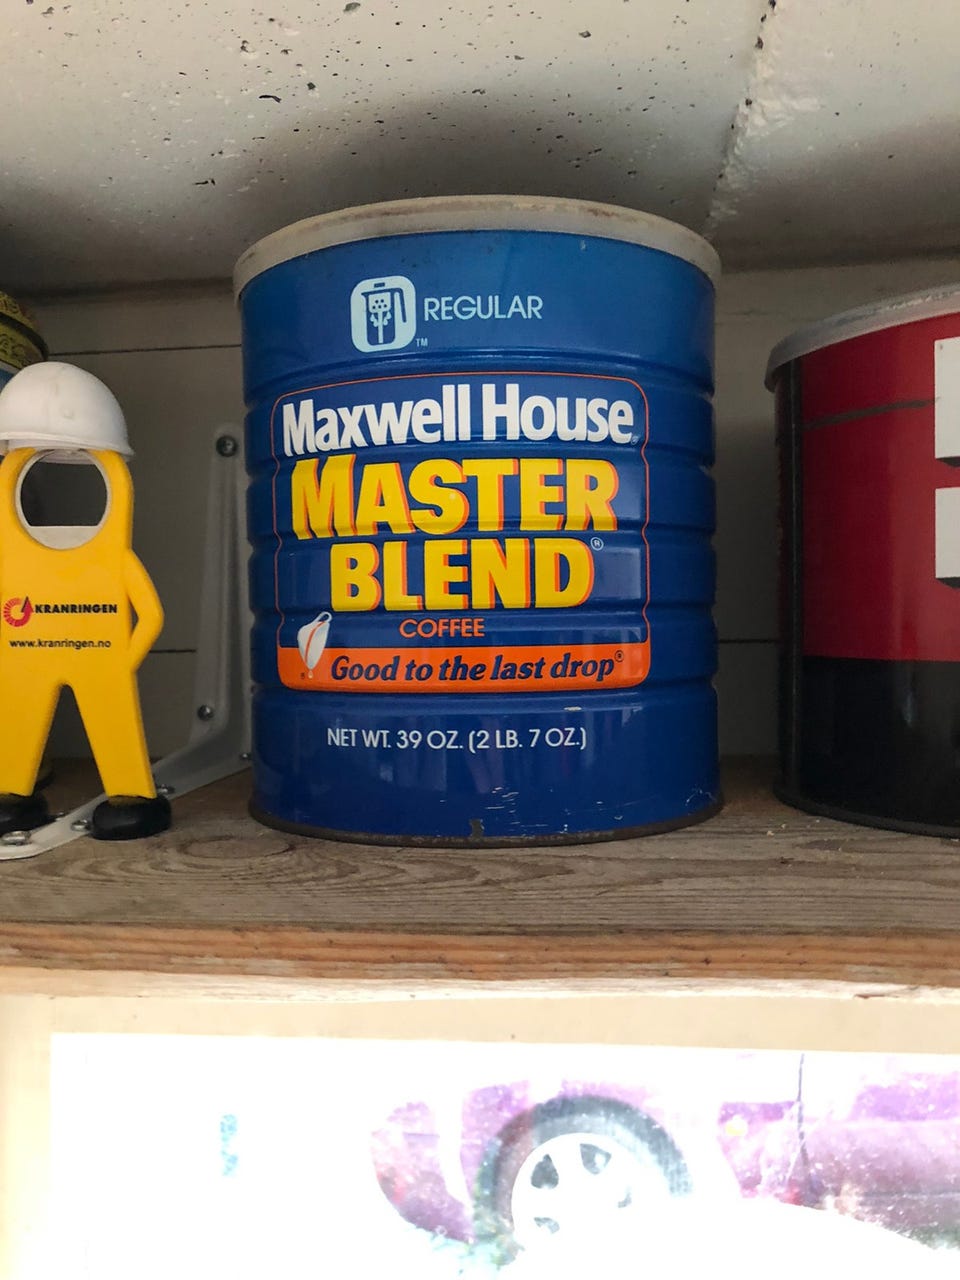 REGULAR
TM
Maxwell House®
MASTER
BLEND®
COFFEE
Good to the last drop®
NET WT. 39 OZ. (2 LB. 7 OZ.)
KRANRINGEN
www.kranringen.no